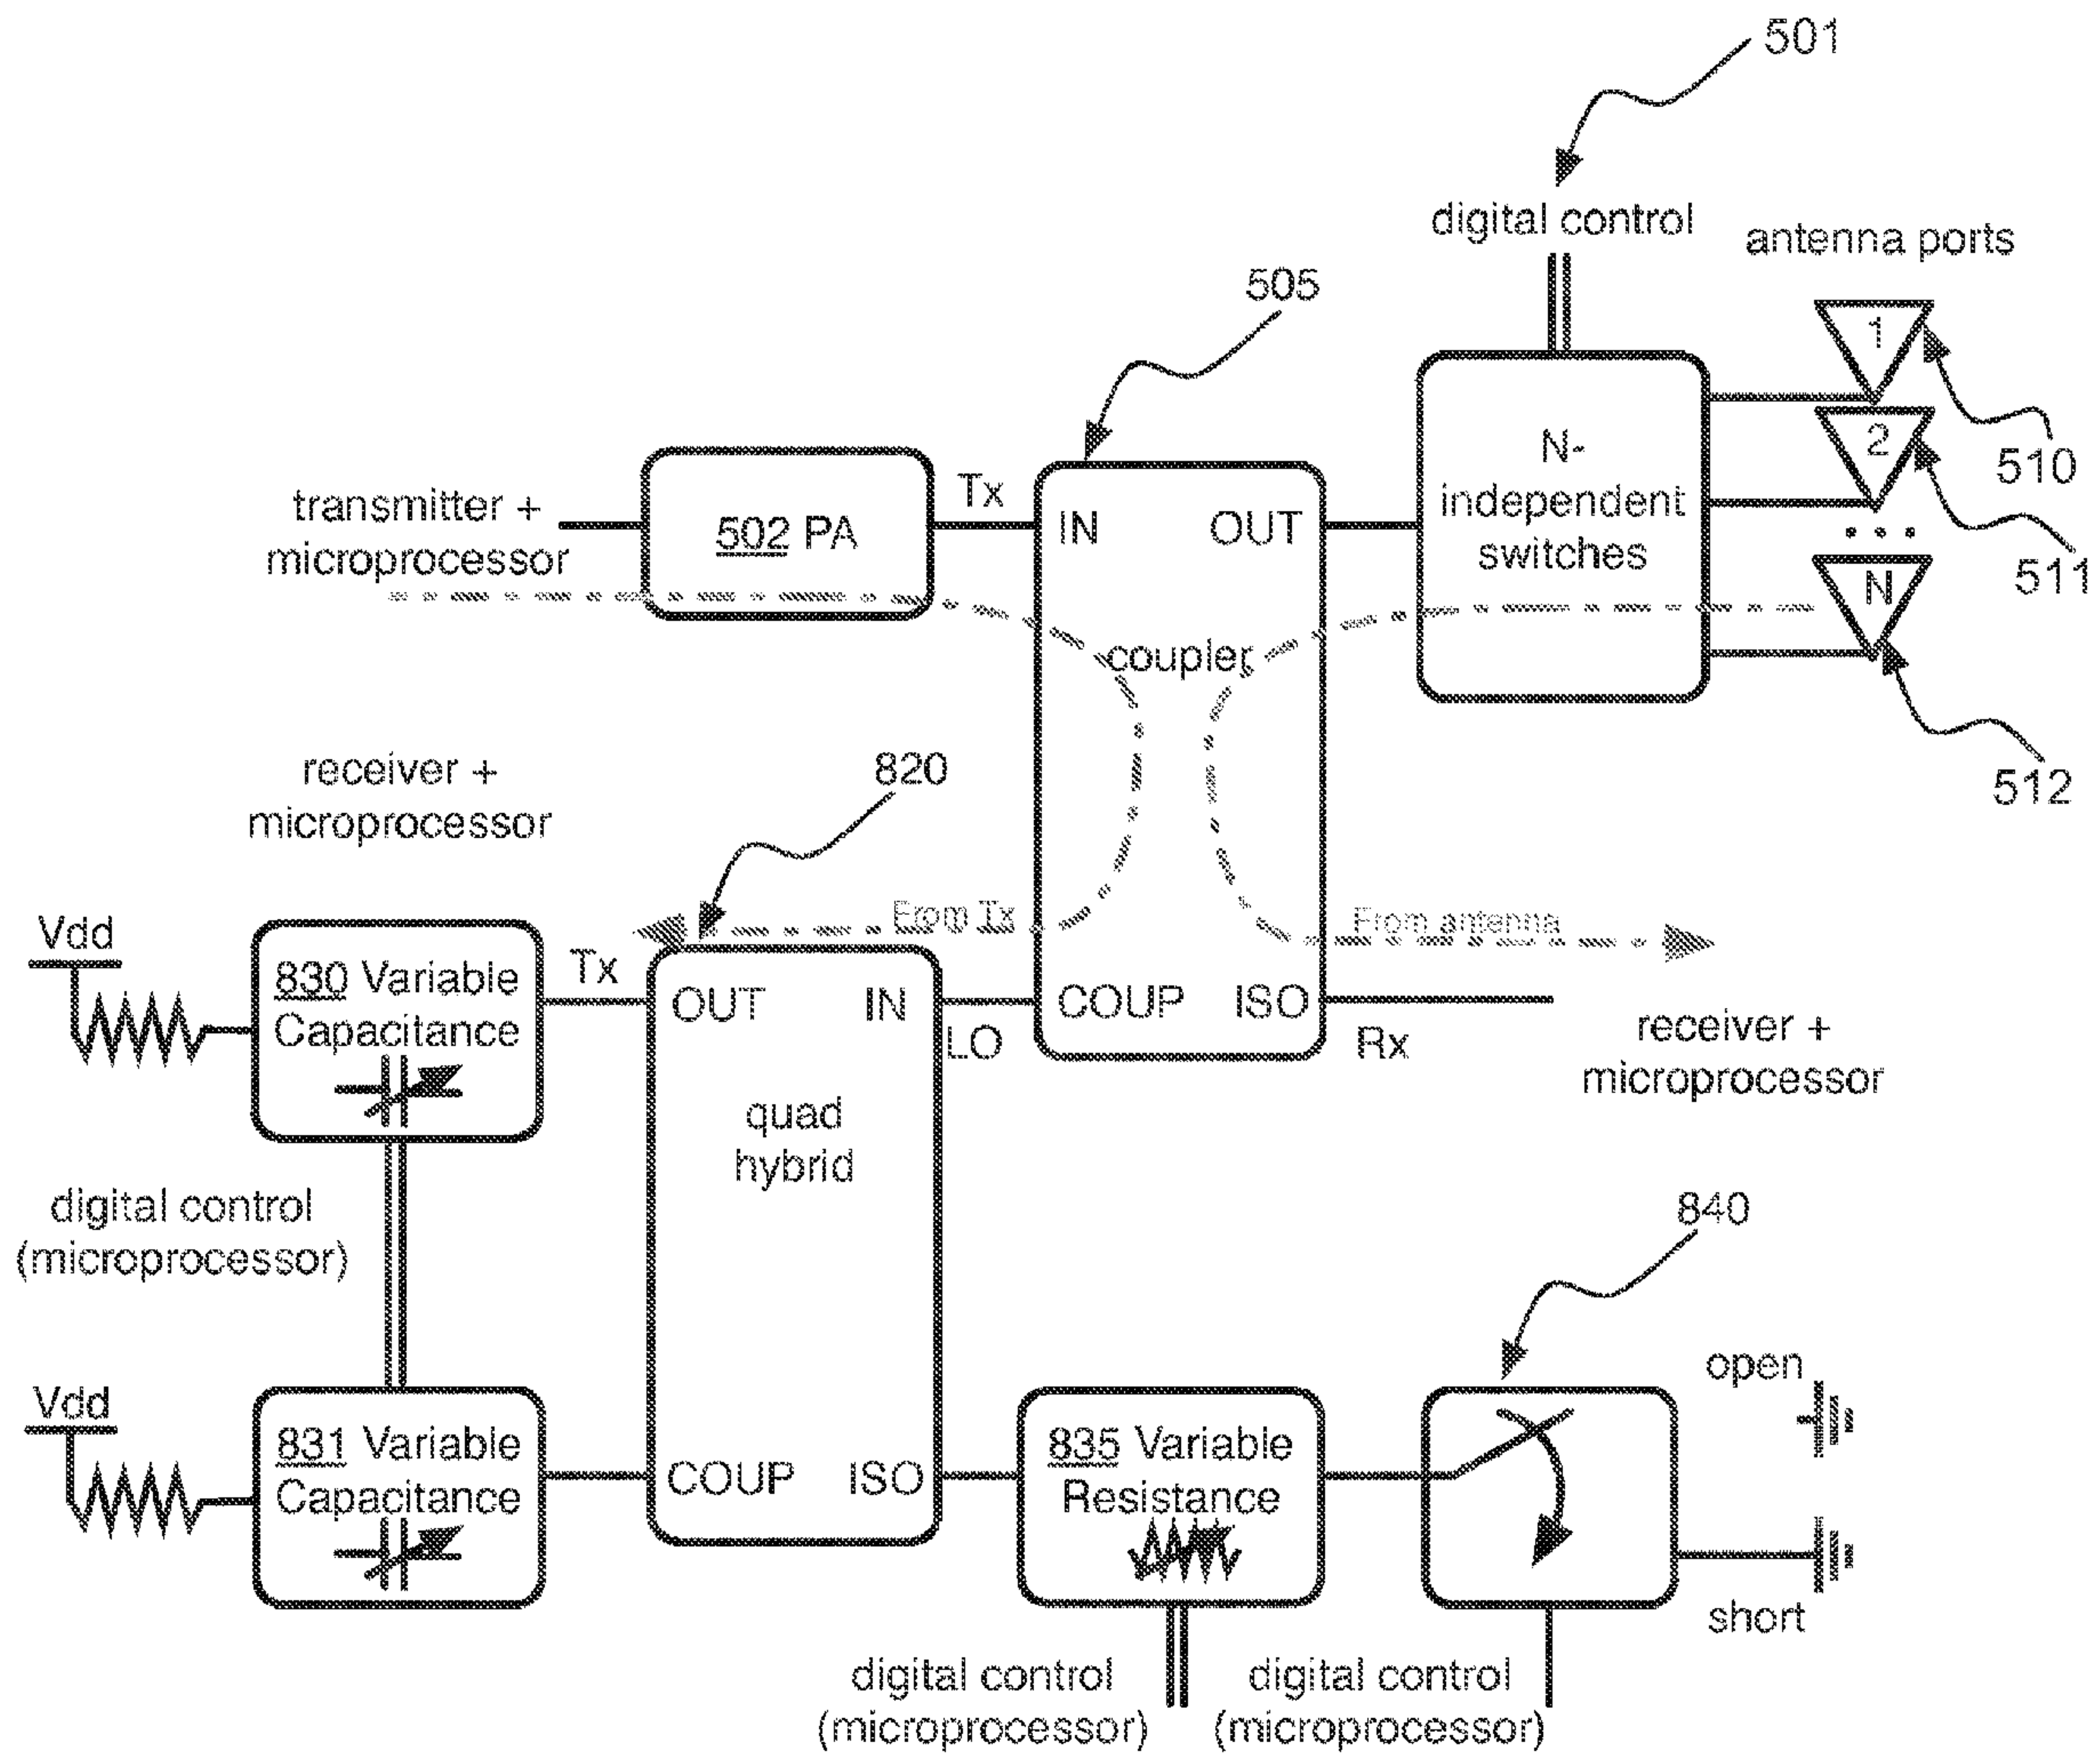 501
digital control
antenna ports
505
1
2
• • •
N
510
511
512
N-
independent
switches
transmitter +
microprocessor
502 PA
Tx
IN
OUT
coupler
receiver +
microprocessor
820
From Tx
From antenna
COUP
ISO
LO
Rx
receiver +
microprocessor
Vdd
830 Variable
Capacitance
Tx
OUT
IN
quad
hybrid
digital control
(microprocessor)
840
Vdd
831 Variable
Capacitance
COUP
ISO
835 Variable
Resistance
open
short
digital control
(microprocessor)
digital control
(microprocessor)